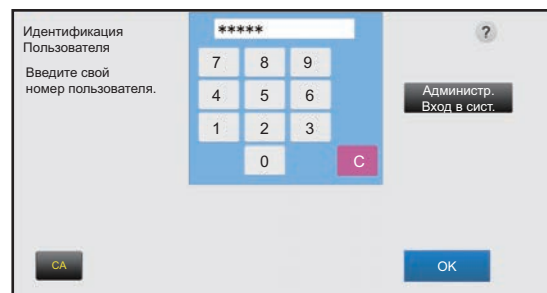 Идентификация
Пользователя
Введите свой
номер пользователя.
*****
?
7 8 9
4 5 6
1 2 3
0 C
Администр.
Вход в сист.
CA
OK